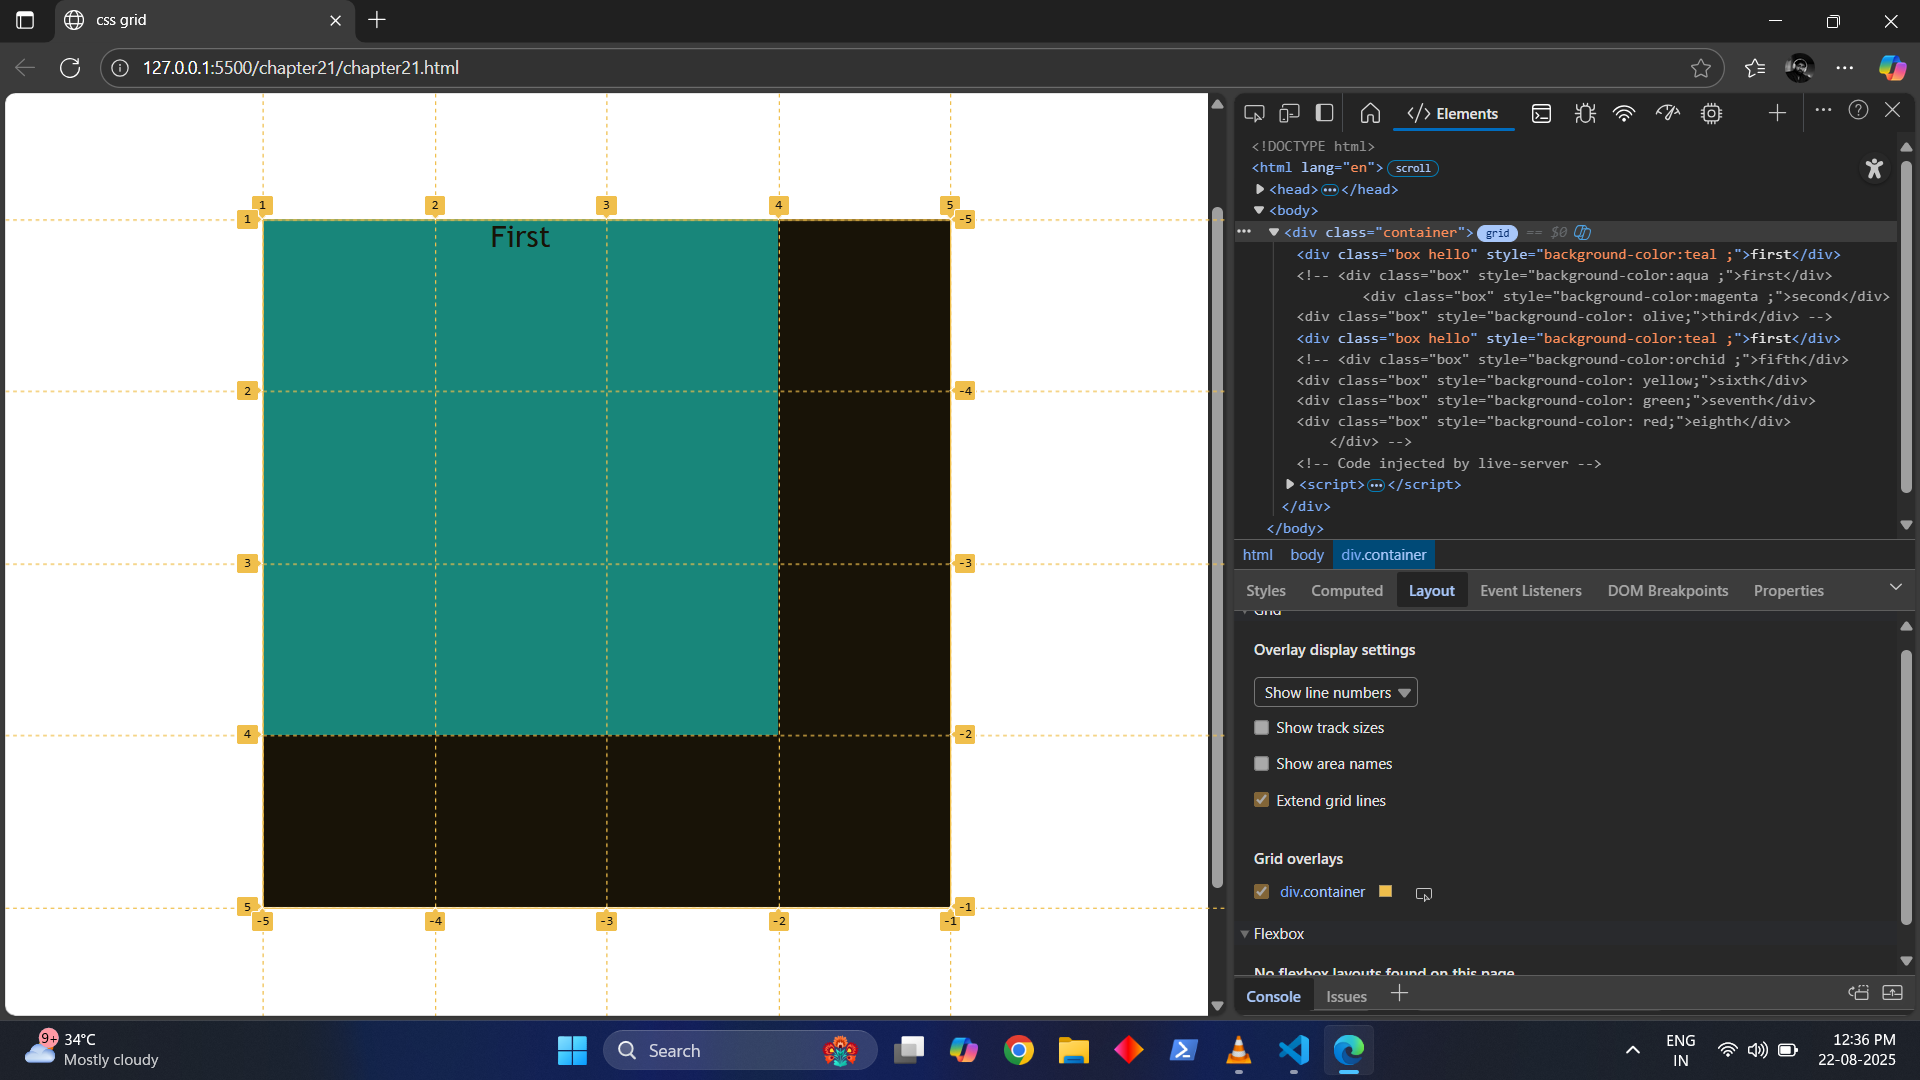 css grid
127.0.0.1:5500/chapter21/chapter21.html
1 2 3 4 5
1 -5
First
2 -4
3 -3
4 -2
5 -1
-5 -4 -3 -2 -1
Elements
<!DOCTYPE html>
<html lang="en"> scroll
<head> ••• </head>
<body>
••• <div class="container"> grid == $0
<div class="box hello" style="background-color:teal ;">first</div>
<!-- <div class="box" style="background-color:aqua ;">first</div>
<div class="box" style="background-color:magenta ;">second</div>
<div class="box" style="background-color: olive;">third</div> -->
<div class="box hello" style="background-color:teal ;">first</div>
<!-- <div class="box" style="background-color:orchid ;">fifth</div>
<div class="box" style="background-color: yellow;">sixth</div>
<div class="box" style="background-color: green;">seventh</div>
<div class="box" style="background-color: red;">eighth</div>
</div> -->
<!-- Code injected by live-server -->
<script> ••• </script>
</div>
</body>
html body div.container
Styles Computed Layout Event Listeners DOM Breakpoints Properties
Grid
Overlay display settings
Show line numbers
Show track sizes
Show area names
Extend grid lines
Grid overlays
div.container
Flexbox
No flexbox layouts found on this page
Console Issues
9+
34°C
Mostly cloudy
Search
ENG
IN
12:36 PM
22-08-2025